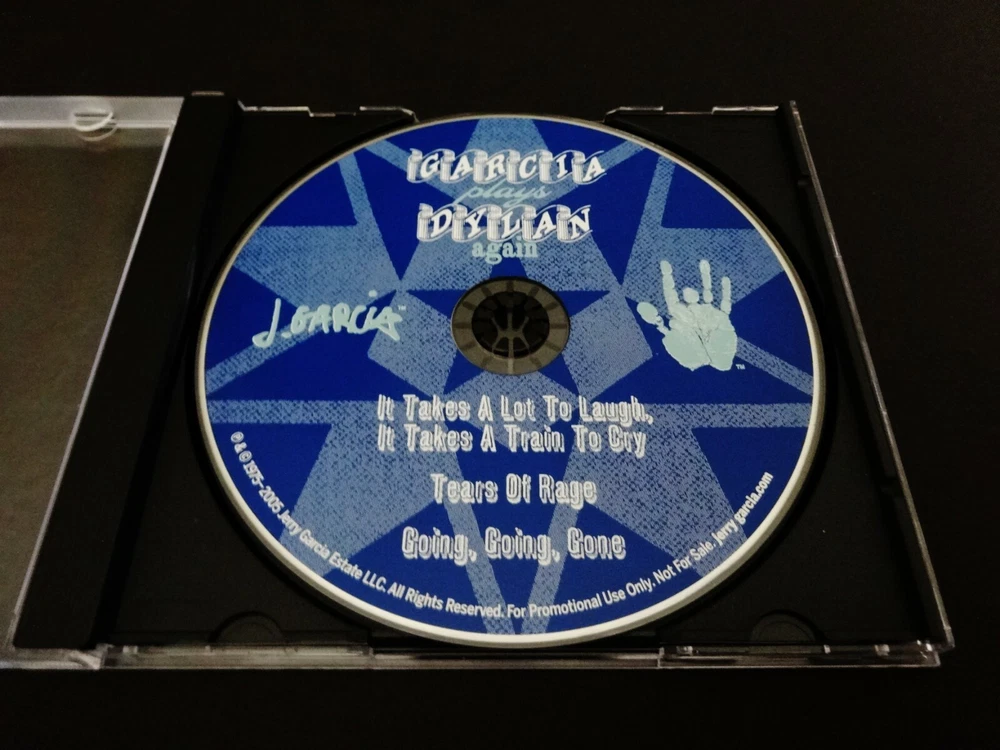 GARCIA
plays
DYLAN
again
J.GARCIA™
™
It Takes A Lot To Laugh,
It Takes A Train To Cry
Tears Of Rage
Going, Going, Gone
℗ & © 1975-2005 Jerry Garcia Estate LLC. All Rights Reserved. For Promotional Use Only. Not For Sale. jerrygarcia.com